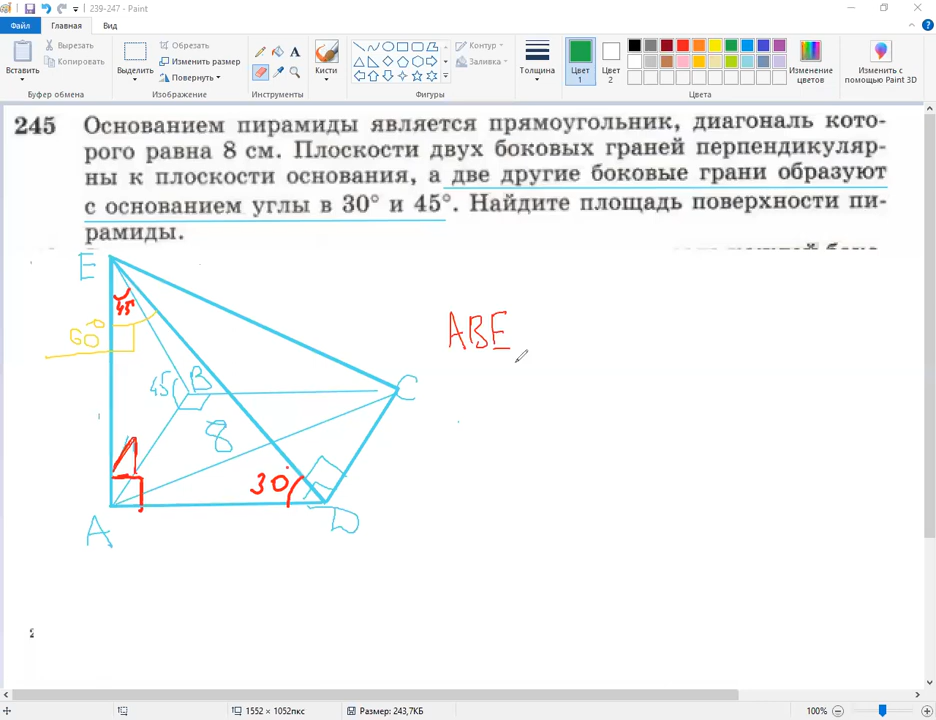 239-247 - Paint
Файл Главная Вид
Вставить
Вырезать
Копировать
Буфер обмена
Выделить
Обрезать
Изменить размер
Повернуть
Изображение
A
Инструменты
Кисти
Фигуры
Контур
Заливка
Толщина
Цвет 1
Цвет 2
Изменение цветов
Цвета
Изменить с помощью Paint 3D
245 Основанием пирамиды является прямоугольник, диагональ кото-
рого равна 8 см. Плоскости двух боковых граней перпендикуляр-
ны к плоскости основания, а две другие боковые грани образуют
с основанием углы в 30° и 45°. Найдите площадь поверхности пи-
рамиды.
E
45°
60°
ABE
45
B
C
8
30°
A
D
100%
1552 × 1052пкс
Размер: 243,7КБ